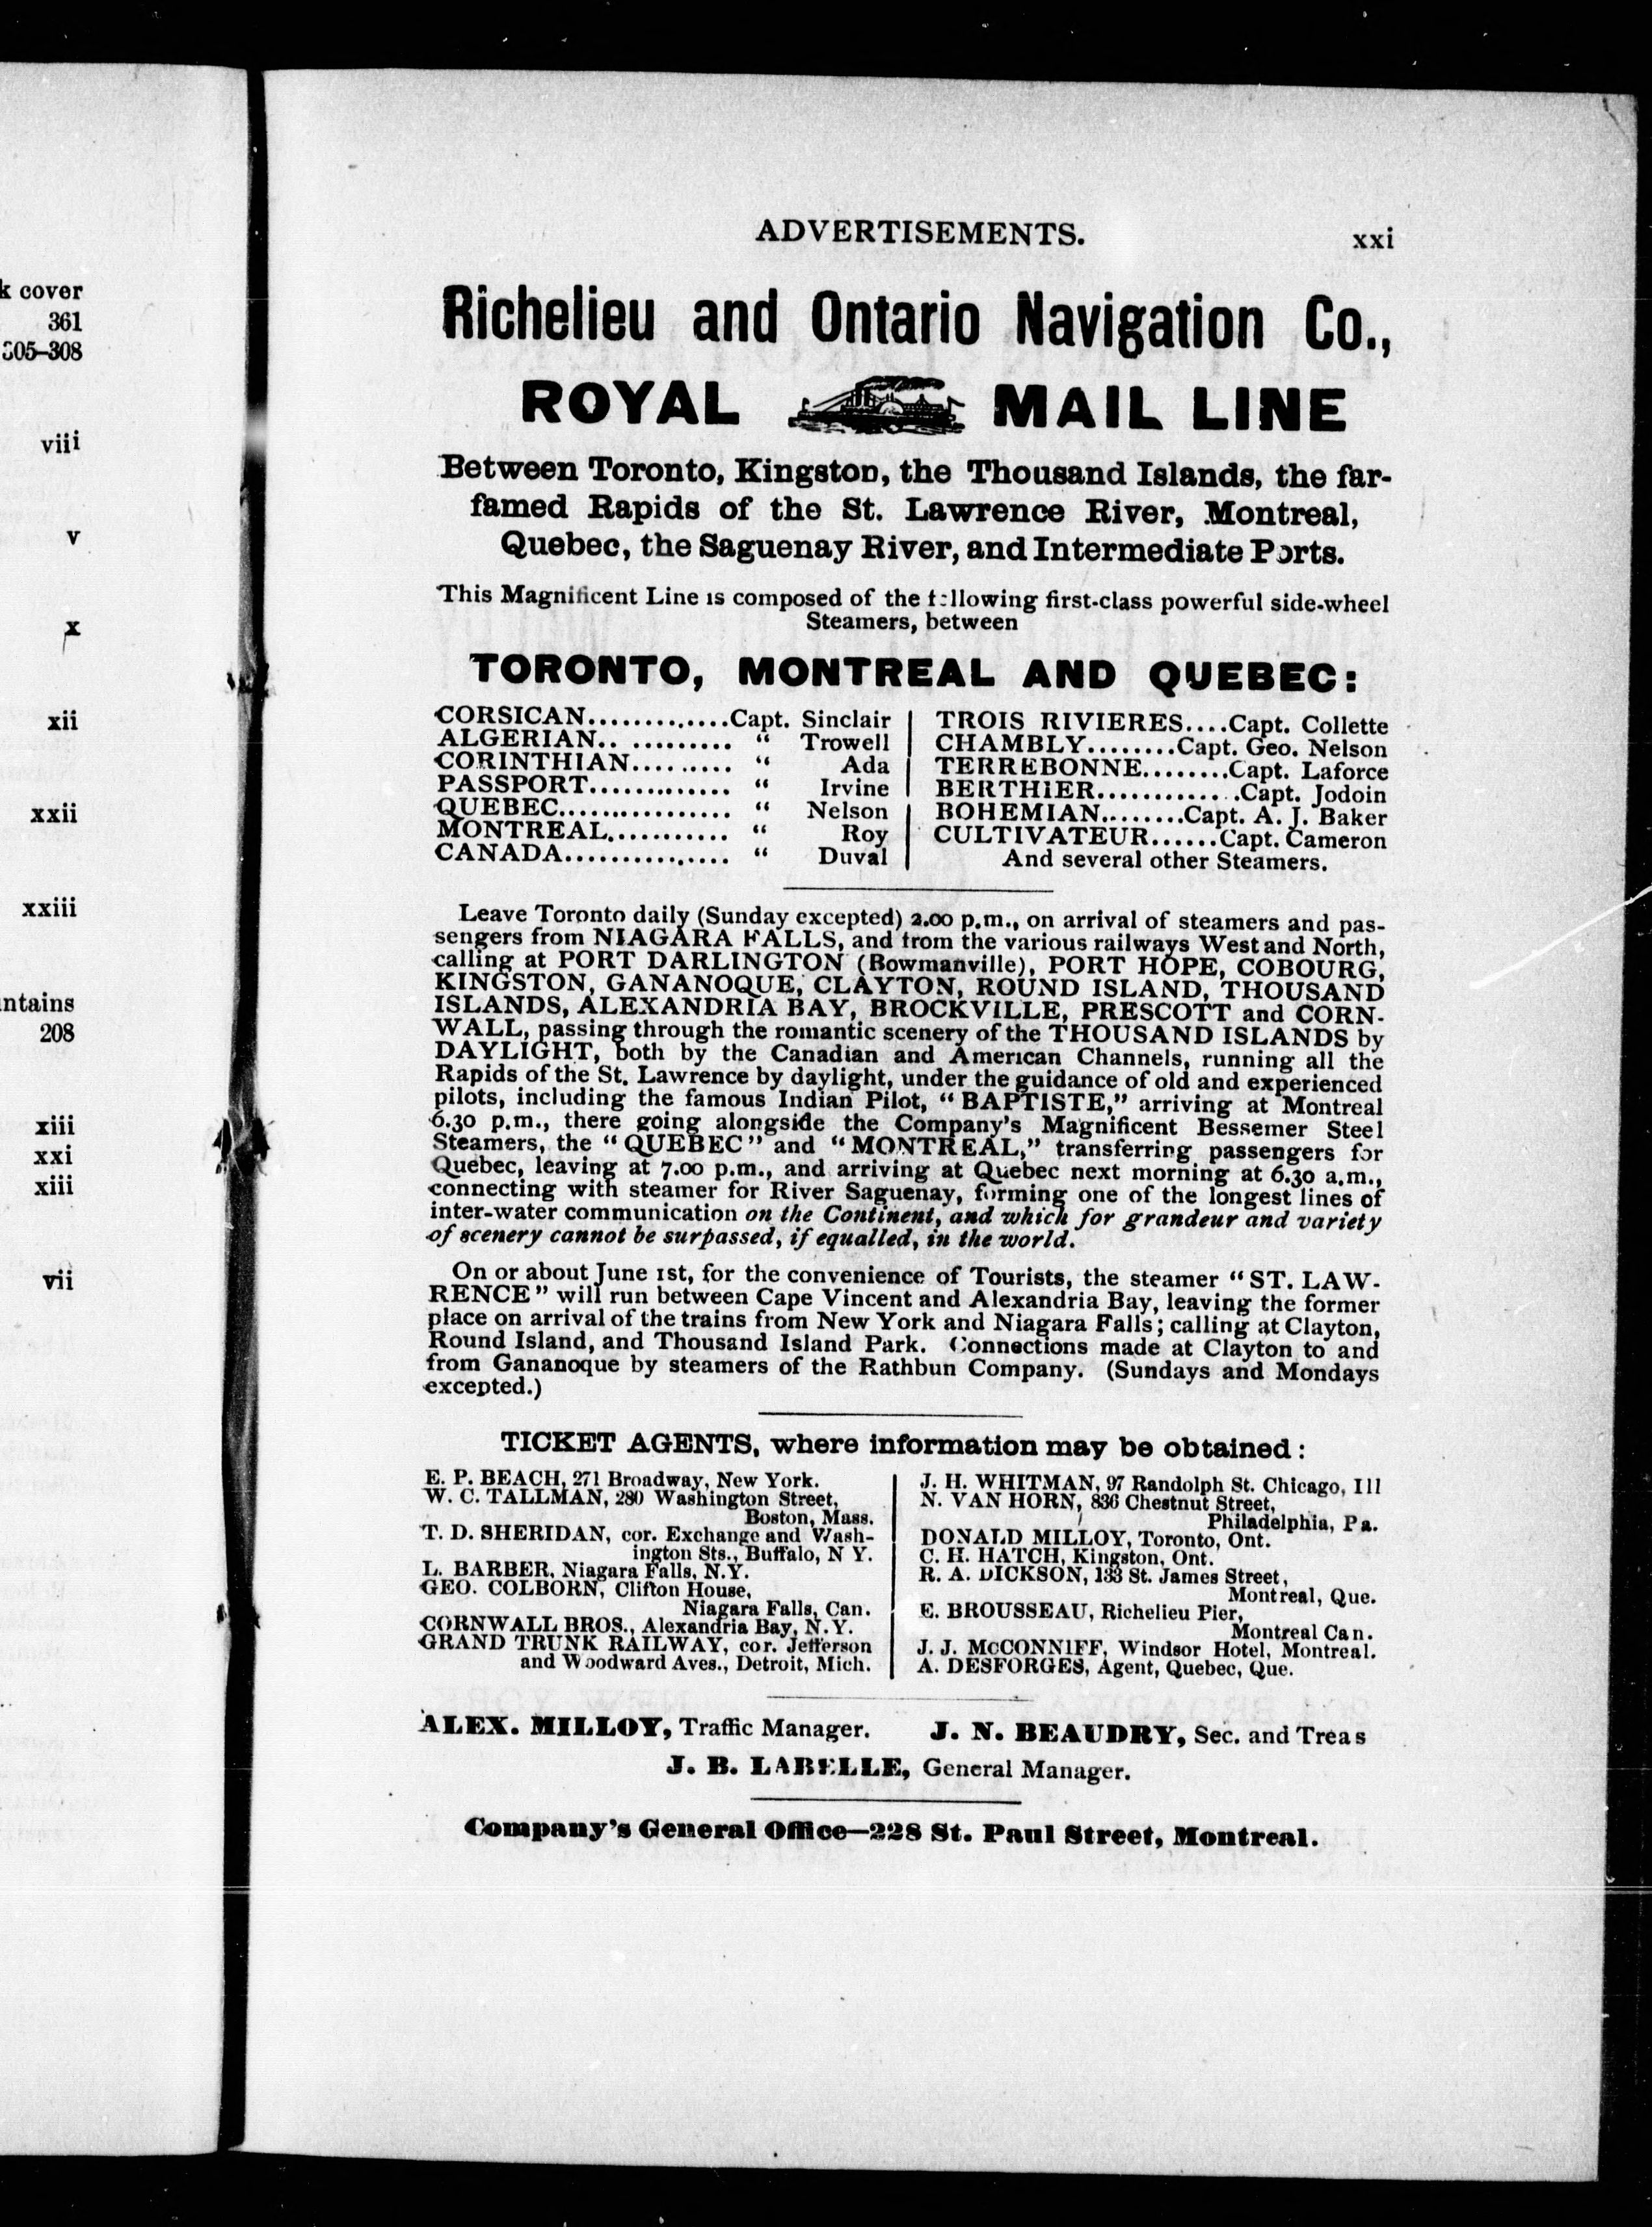 k cover
361
305–308
viii
v
x
xii
xxii
xxiii
ntains
208
xiii
xxi
xiii
vii
ADVERTISEMENTS. xxi
Richelieu and Ontario Navigation Co.,
ROYAL MAIL LINE
Between Toronto, Kingston, the Thousand Islands, the far-
famed Rapids of the St. Lawrence River, Montreal,
Quebec, the Saguenay River, and Intermediate Ports.
This Magnificent Line is composed of the following first-class powerful side-wheel
Steamers, between
TORONTO, MONTREAL AND QUEBEC:
CORSICAN.............Capt. Sinclair
ALGERIAN.. .......... “ Trowell
CORINTHIAN.......... “ Ada
PASSPORT............. “ Irvine
QUEBEC................ “ Nelson
MONTREAL........... “ Roy
CANADA............... “ Duval
TROIS RIVIERES....Capt. Collette
CHAMBLY........Capt. Geo. Nelson
TERREBONNE........Capt. Laforce
BERTHIER.............Capt. Jodoin
BOHEMIAN........Capt. A. J. Baker
CULTIVATEUR......Capt. Cameron
And several other Steamers.
Leave Toronto daily (Sunday excepted) 2.00 p.m., on arrival of steamers and pas-
sengers from NIAGARA FALLS, and from the various railways West and North,
calling at PORT DARLINGTON (Bowmanville), PORT HOPE, COBOURG,
KINGSTON, GANANOQUE, CLAYTON, ROUND ISLAND, THOUSAND
ISLANDS, ALEXANDRIA BAY, BROCKVILLE, PRESCOTT and CORN-
WALL, passing through the romantic scenery of the THOUSAND ISLANDS by
DAYLIGHT, both by the Canadian and American Channels, running all the
Rapids of the St. Lawrence by daylight, under the guidance of old and experienced
pilots, including the famous Indian Pilot, “BAPTISTE,” arriving at Montreal
6.30 p.m., there going alongside the Company's Magnificent Bessemer Steel
Steamers, the “QUEBEC” and “MONTREAL,” transferring passengers for
Quebec, leaving at 7.00 p.m., and arriving at Quebec next morning at 6.30 a.m.,
connecting with steamer for River Saguenay, forming one of the longest lines of
inter-water communication on the Continent, and which for grandeur and variety
of scenery cannot be surpassed, if equalled, in the world.
On or about June 1st, for the convenience of Tourists, the steamer “ST. LAW-
RENCE” will run between Cape Vincent and Alexandria Bay, leaving the former
place on arrival of the trains from New York and Niagara Falls; calling at Clayton,
Round Island, and Thousand Island Park. Connections made at Clayton to and
from Gananoque by steamers of the Rathbun Company. (Sundays and Mondays
excepted.)
TICKET AGENTS, where information may be obtained:
E. P. BEACH, 271 Broadway, New York.
W. C. TALLMAN, 280 Washington Street,
Boston, Mass.
T. D. SHERIDAN, cor. Exchange and Wash-
ington Sts., Buffalo, N Y.
L. BARBER, Niagara Falls, N.Y.
GEO. COLBORN, Clifton House,
Niagara Falls, Can.
CORNWALL BROS., Alexandria Bay, N.Y.
GRAND TRUNK RAILWAY, cor. Jefferson
and Woodward Aves., Detroit, Mich.
J. H. WHITMAN, 97 Randolph St. Chicago, Ill
N. VAN HORN, 836 Chestnut Street,
Philadelphia, Pa.
DONALD MILLOY, Toronto, Ont.
C. H. HATCH, Kingston, Ont.
R. A. DICKSON, 133 St. James Street,
Montreal, Que.
E. BROUSSEAU, Richelieu Pier,
Montreal Can.
J. J. McCONNIFF, Windsor Hotel, Montreal.
A. DESFORGES, Agent, Quebec, Que.
ALEX. MILLOY, Traffic Manager. J. N. BEAUDRY, Sec. and Treas
J. B. LABELLE, General Manager.
Company's General Office—228 St. Paul Street, Montreal.